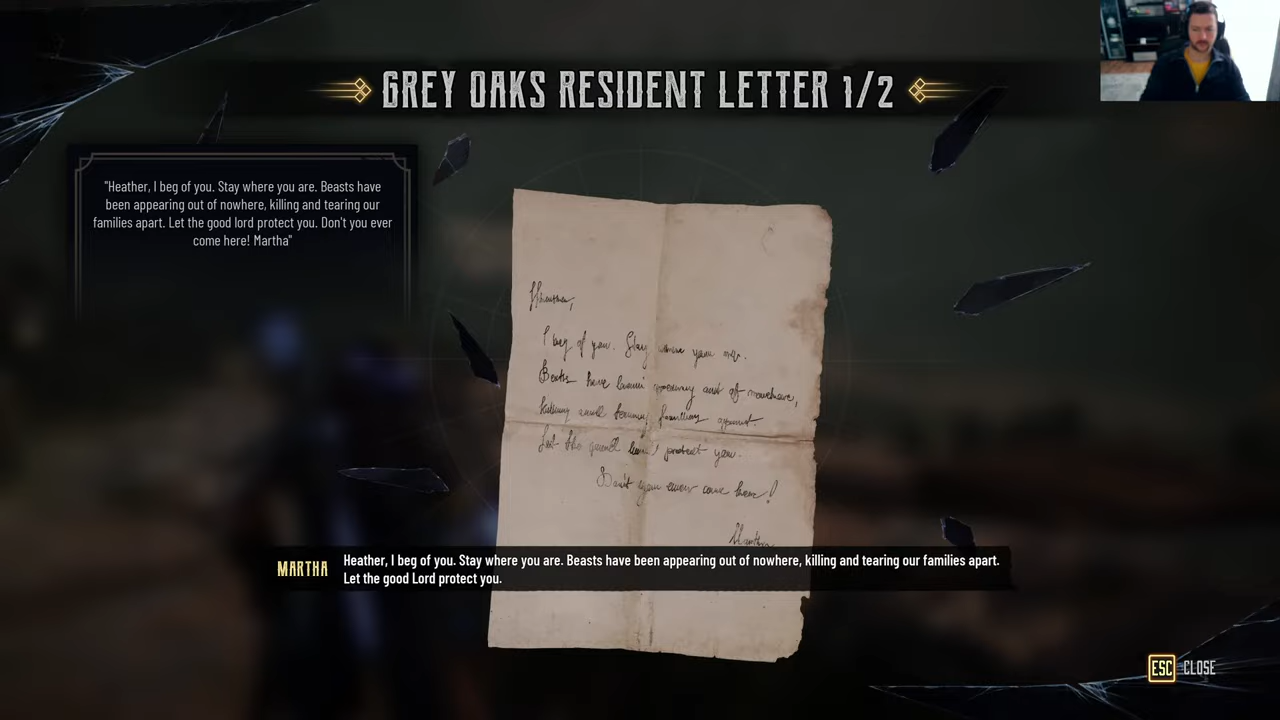 GREY OAKS RESIDENT LETTER 1/2
"Heather, I beg of you. Stay where you are. Beasts have
been appearing out of nowhere, killing and tearing our
families apart. Let the good lord protect you. Don't you ever
come here! Martha"
Heather,
I beg of you. Stay where you are.
Beasts have been appearing out of nowhere,
killing and tearing families apart.
Let the good lord protect you.
Don't you ever come here!
Martha
MARTHA Heather, I beg of you. Stay where you are. Beasts have been appearing out of nowhere, killing and tearing our families apart.
Let the good Lord protect you.
ESC CLOSE